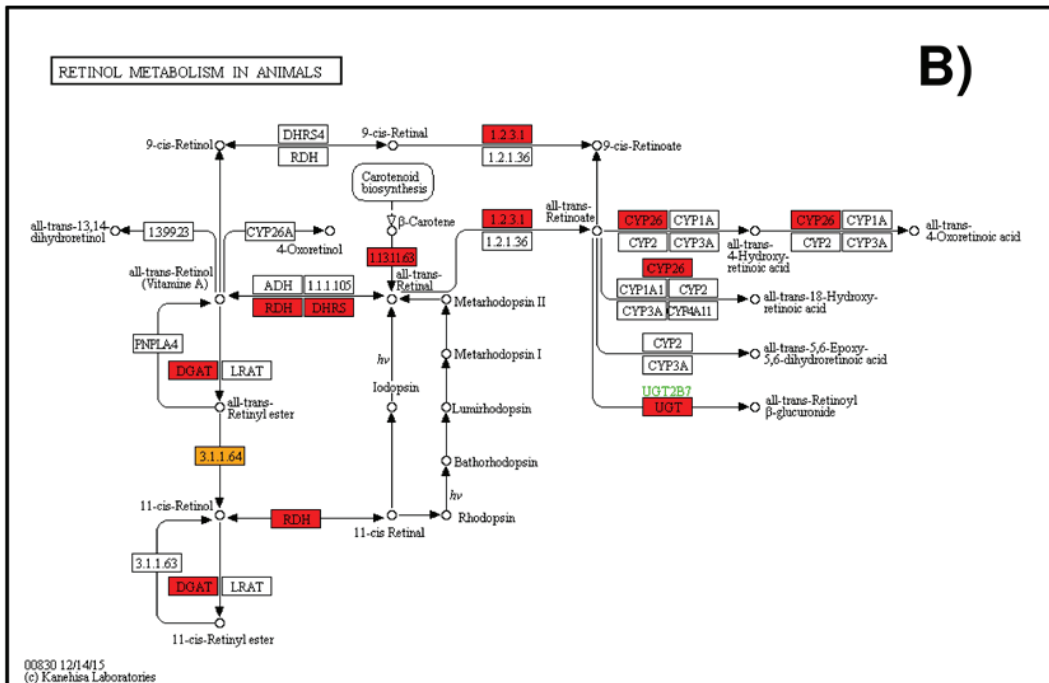 B)
RETINOL METABOLISM IN ANIMALS
9-cis-Retinol
DHRS4
RDH
9-cis-Retinal
1.2.3.1
1.2.1.36
9-cis-Retinoate
Carotenoid
biosynthesis
β-Carotene
1.13.11.63
all-trans-
Retinal
1.2.3.1
1.2.1.36
all-trans-
Retinoate
CYP26
CYP1A
CYP2
CYP3A
all-trans-
4-Hydroxy-
retinoic acid
CYP26
CYP1A
CYP2
CYP3A
all-trans-
4-Oxoretinoic acid
all-trans-13,14-
dihydroretinol
1.3.99.23
CYP26A
4-Oxoretinol
all-trans-Retinol
(Vitamine A)
ADH
1.1.1.105
RDH
DHRS
Metarhodopsin II
CYP26
CYP1A1
CYP2
CYP3A
CYP4A11
all-trans-18-Hydroxy-
retinoic acid
PNPLA4
hν
Metarhodopsin I
CYP2
CYP3A
all-trans-5,6-Epoxy-
5,6-dihydroretinoic acid
DGAT
LRAT
Iodopsin
Lumirhodopsin
UGT2B7
UGT
all-trans-Retinoyl
β-glucuronide
all-trans-
Retinyl ester
3.1.1.64
Bathorhodopsin
hν
11-cis-Retinol
RDH
11-cis Retinal
Rhodopsin
3.1.1.63
DGAT
LRAT
11-cis-Retinyl ester
00830 12/14/15
(c) Kanehisa Laboratories